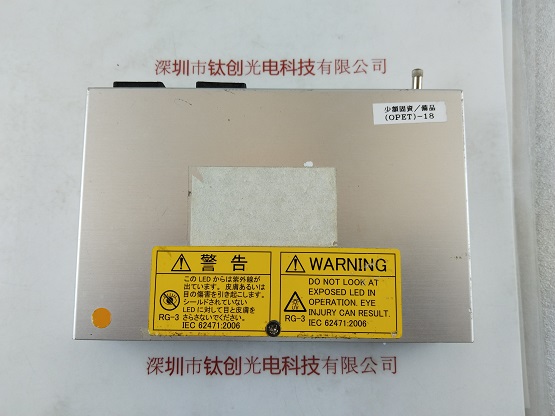 深圳市钛创光电科技有限公司
少額固資/備品
(OPET)-18
警告
このLEDからは紫外線が
出ています。皮膚あるいは
目の傷害を引き起こします。
シールドされていない
LEDに対して目と皮膚を
さらさないでください。
RG-3
IEC 62471:2006
WARNING
DO NOT LOOK AT
EXPOSED LED IN
OPERATION. EYE
INJURY CAN RESULT.
RG-3
IEC 62471:2006
深圳市钛创光电科技有限公司